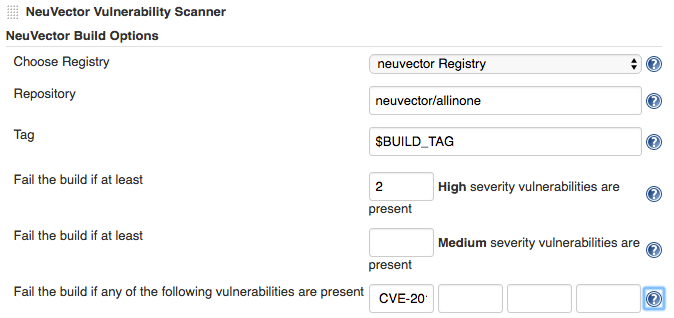 NeuVector Vulnerability Scanner
NeuVector Build Options
Choose Registry neuvector Registry ?
Repository neuvector/allinone ?
Tag $BUILD_TAG ?
Fail the build if at least 2 High severity vulnerabilities are ?
present
Fail the build if at least Medium severity vulnerabilities are ?
present
Fail the build if any of the following vulnerabilities are present CVE-20 ?